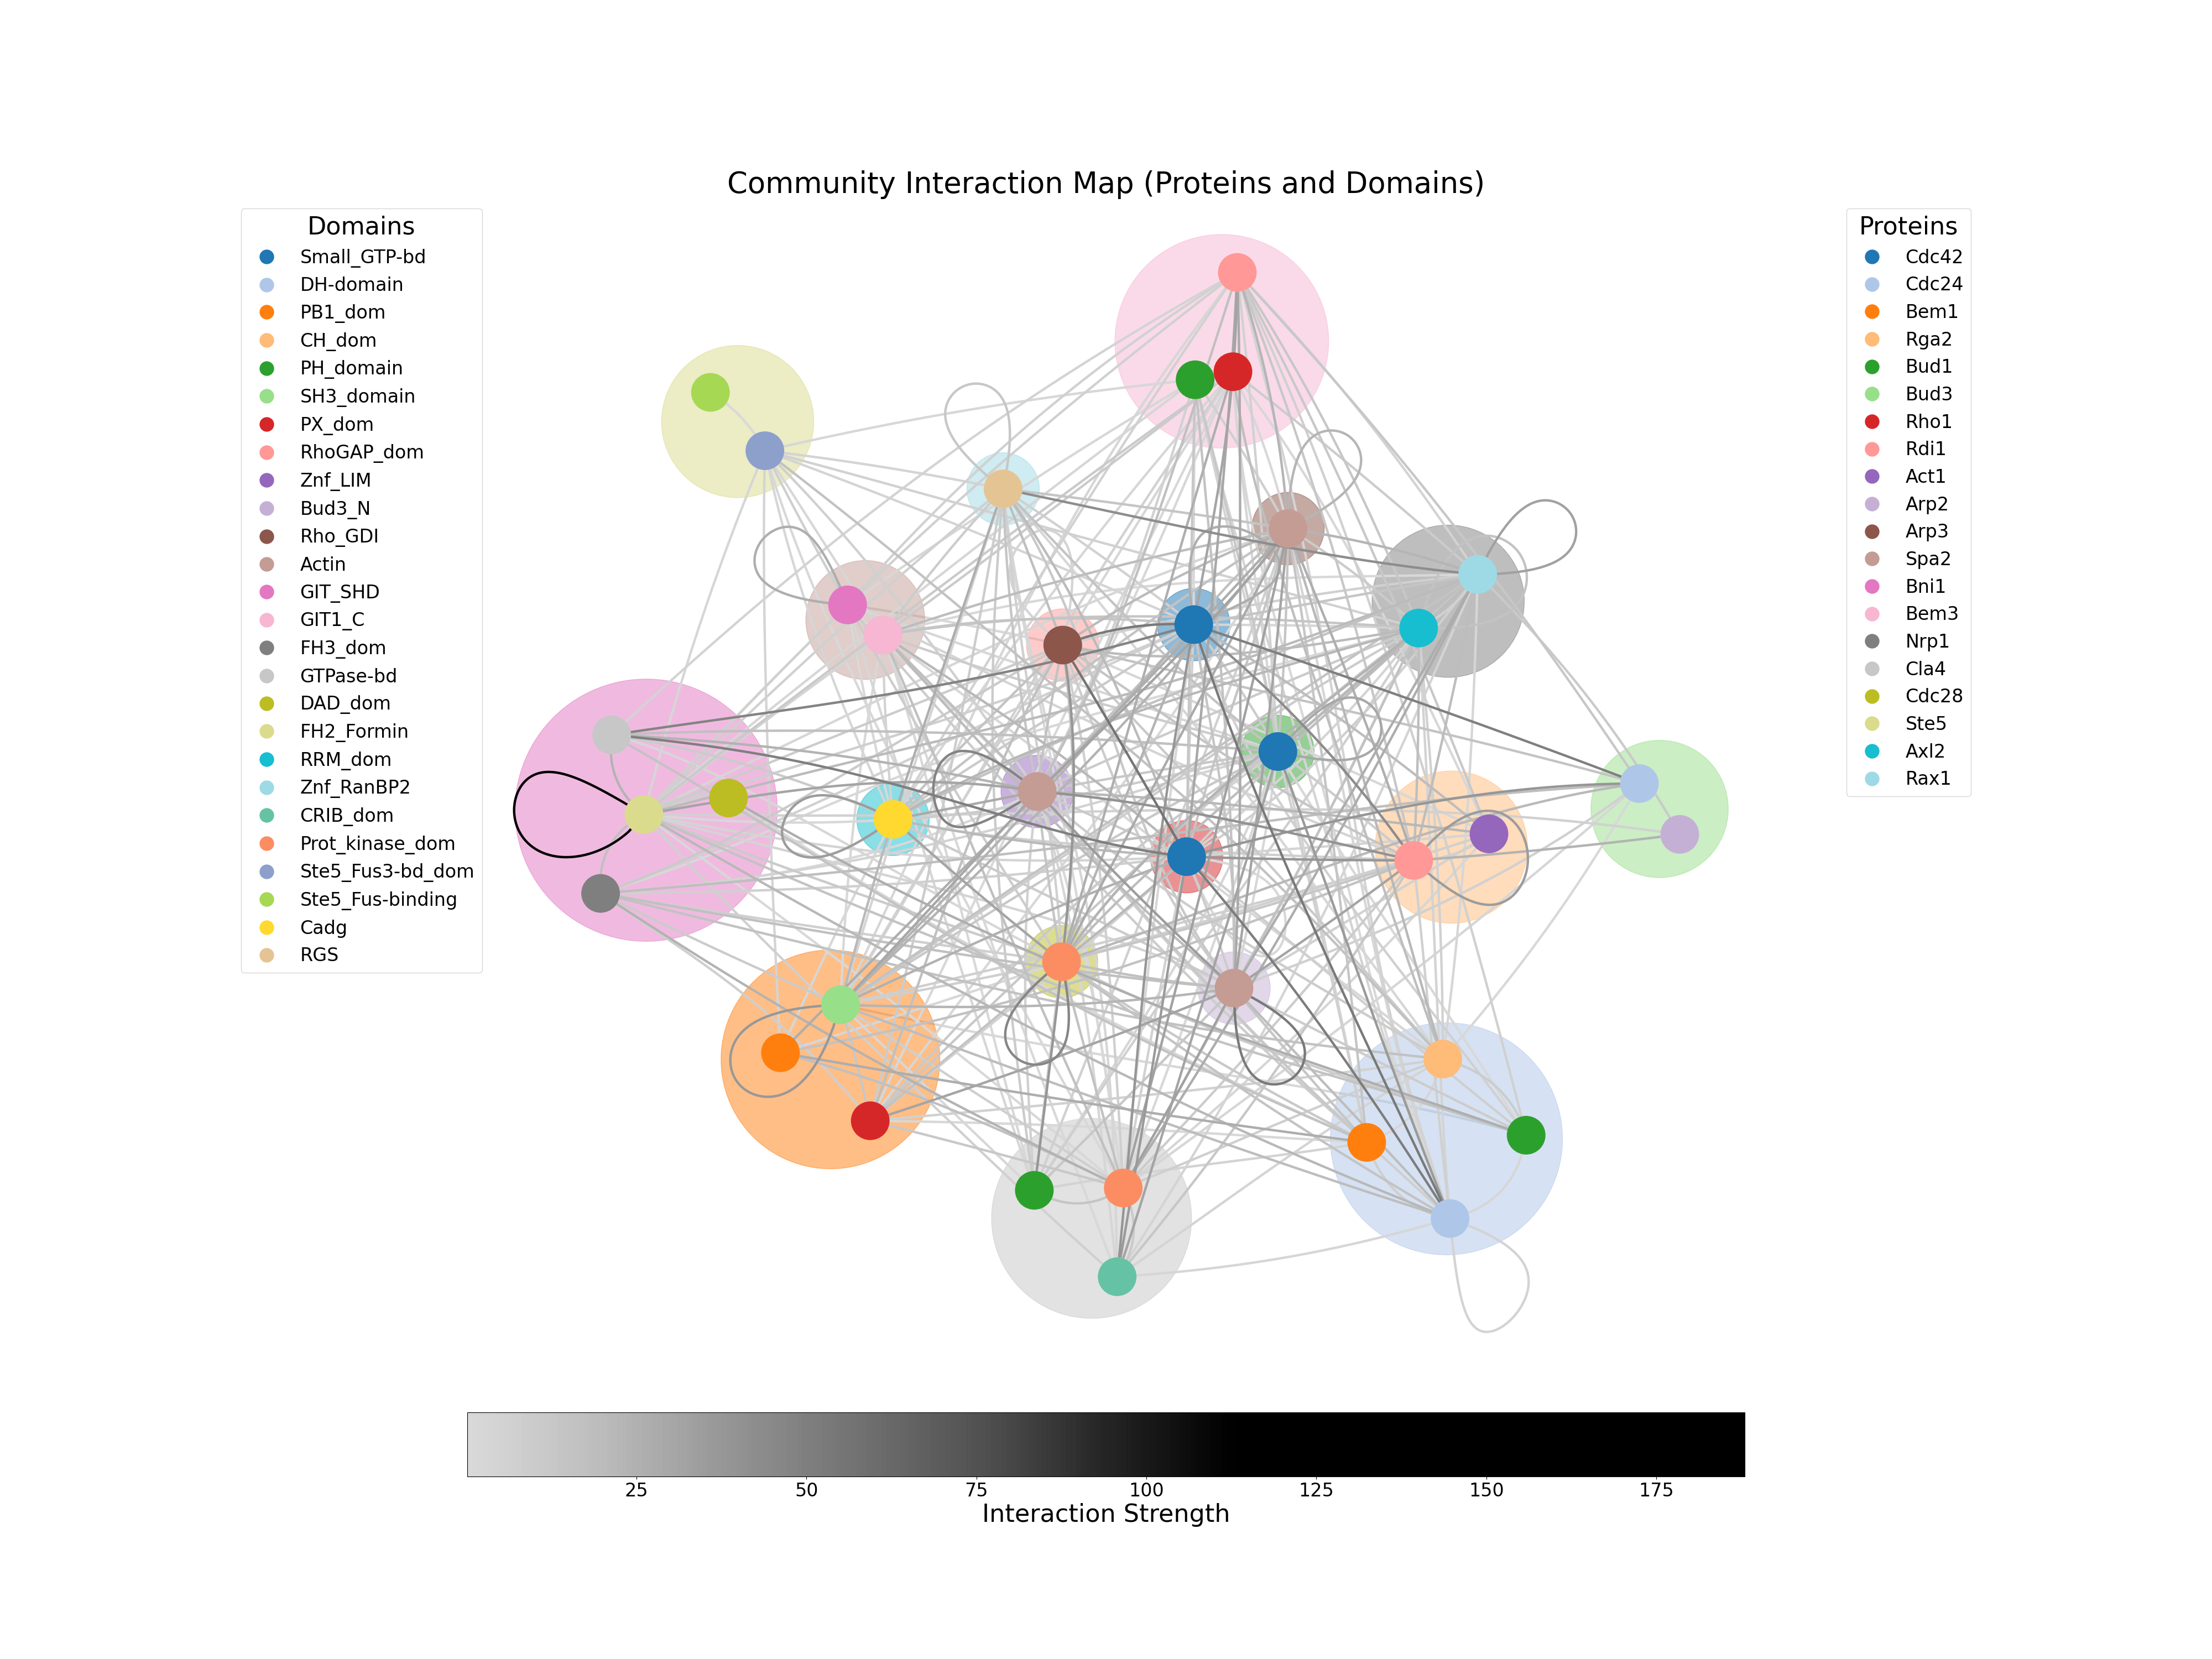 Community Interaction Map (Proteins and Domains)
Domains
Small_GTP-bd
DH-domain
PB1_dom
CH_dom
PH_domain
SH3_domain
PX_dom
RhoGAP_dom
Znf_LIM
Bud3_N
Rho_GDI
Actin
GIT_SHD
GIT1_C
FH3_dom
GTPase-bd
DAD_dom
FH2_Formin
RRM_dom
Znf_RanBP2
CRIB_dom
Prot_kinase_dom
Ste5_Fus3-bd_dom
Ste5_Fus-binding
Cadg
RGS
Proteins
Cdc42
Cdc24
Bem1
Rga2
Bud1
Bud3
Rho1
Rdi1
Act1
Arp2
Arp3
Spa2
Bni1
Bem3
Nrp1
Cla4
Cdc28
Ste5
Axl2
Rax1
25 50 75 100 125 150 175
Interaction Strength